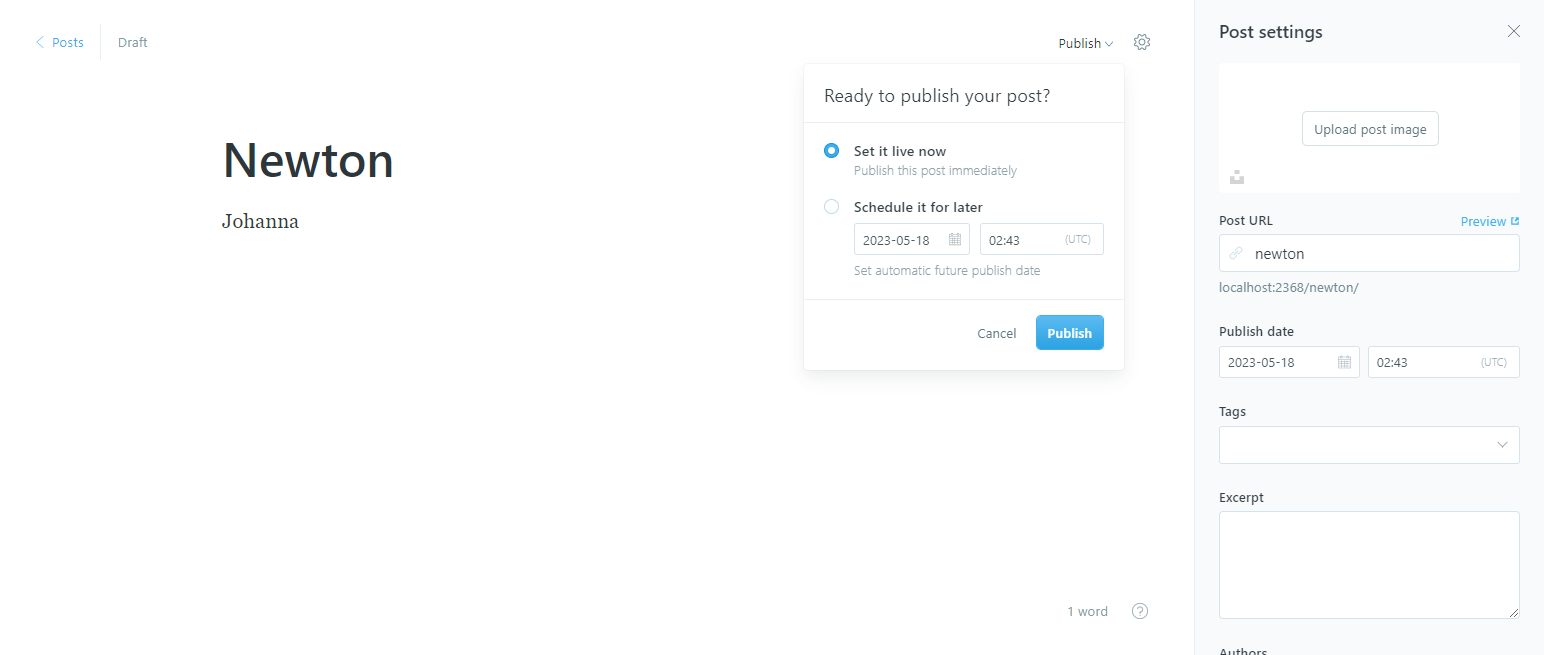 Posts
Draft
Publish
Ready to publish your post?
Set it live now
Publish this post immediately
Schedule it for later
2023-05-18
02:43
(UTC)
Set automatic future publish date
Cancel
Publish
Newton
Johanna
1 word
?
Post settings
Upload post image
Post URL
Preview
newton
localhost:2368/newton/
Publish date
2023-05-18
02:43
(UTC)
Tags
Excerpt
Authors